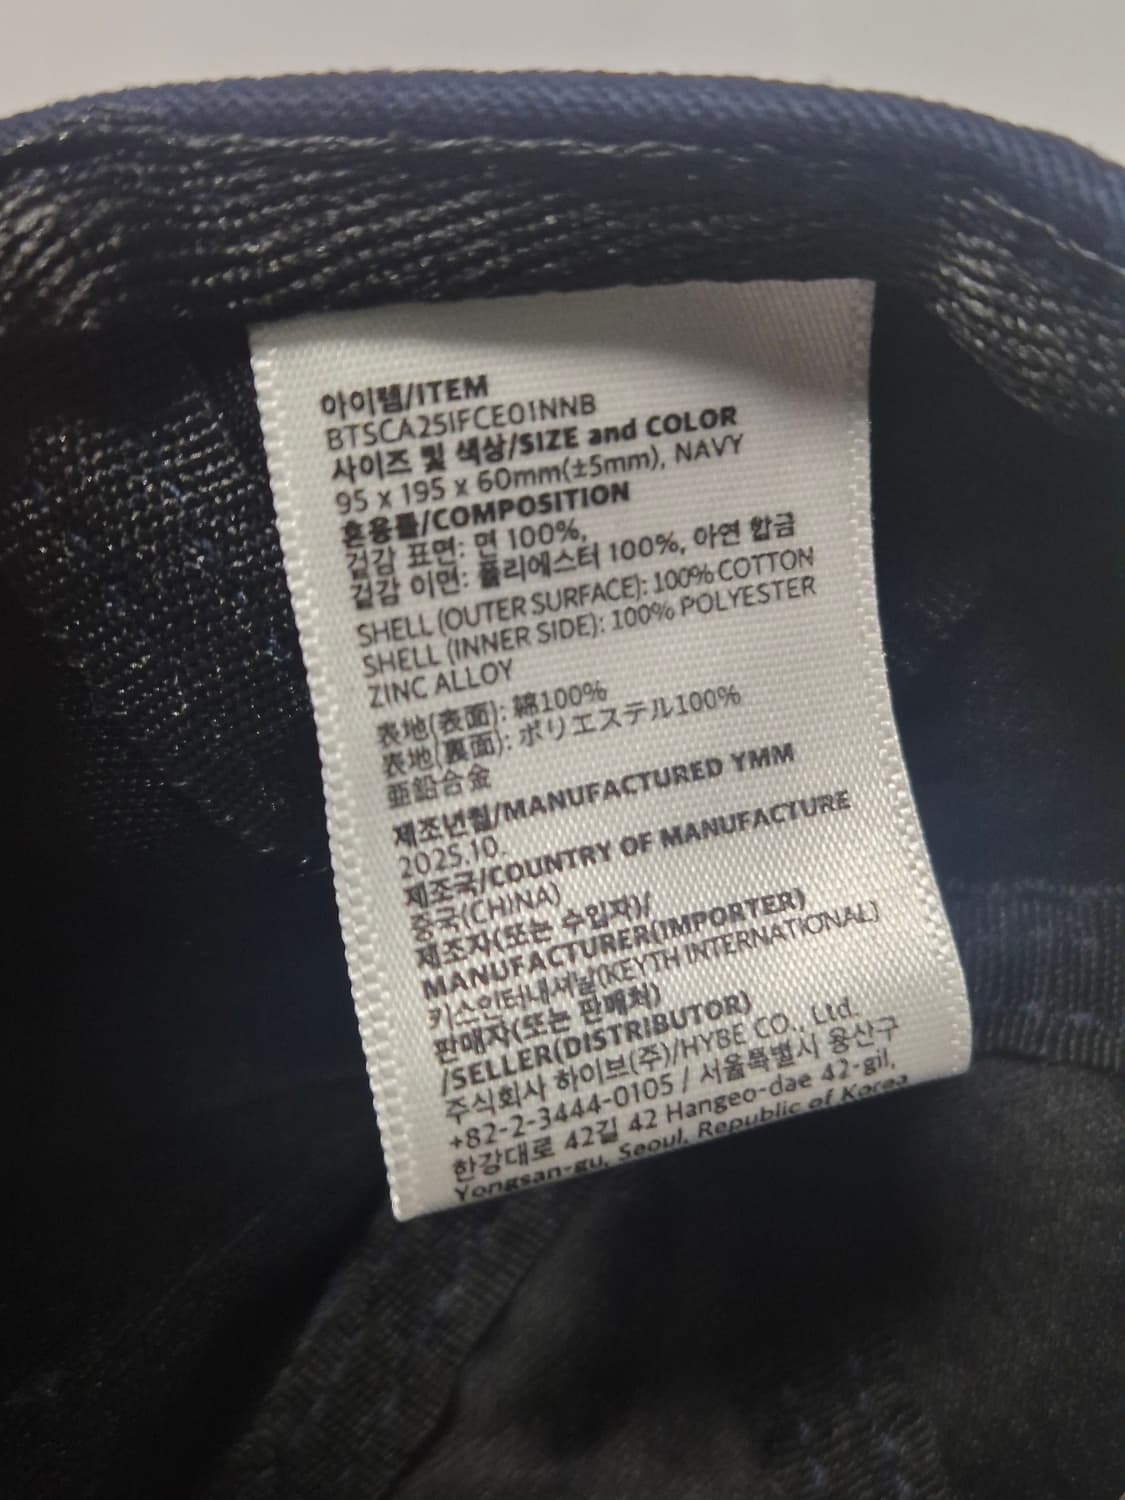 아이템/ITEM
BTSCA25IFCE01NNB
사이즈 및 색상/SIZE and COLOR
95 x 195 x 60mm(±5mm), NAVY
혼용률/COMPOSITION
겉감 표면: 면 100%,
겉감 이면: 폴리에스터 100%, 아연 합금
SHELL (OUTER SURFACE): 100% COTTON
SHELL (INNER SIDE): 100% POLYESTER
ZINC ALLOY
表地(表面): 綿100%
表地(裏面): ポリエステル100%
亜鉛合金
제조년월/MANUFACTURED YMM
2025.10.
제조국/COUNTRY OF MANUFACTURE
중국(CHINA)
제조자(또는 수입자)/
MANUFACTURER(IMPORTER)
키스인터내셔널(KEYTH INTERNATIONAL)
판매자(또는 판매처)
/SELLER(DISTRIBUTOR)
주식회사 하이브(주)/HYBE CO., Ltd.
+82-2-3444-0105 / 서울특별시 용산구
한강대로 42길 42 Hangeo-dae 42-gil,
Yongsan-gu, Seoul, Republic of Korea